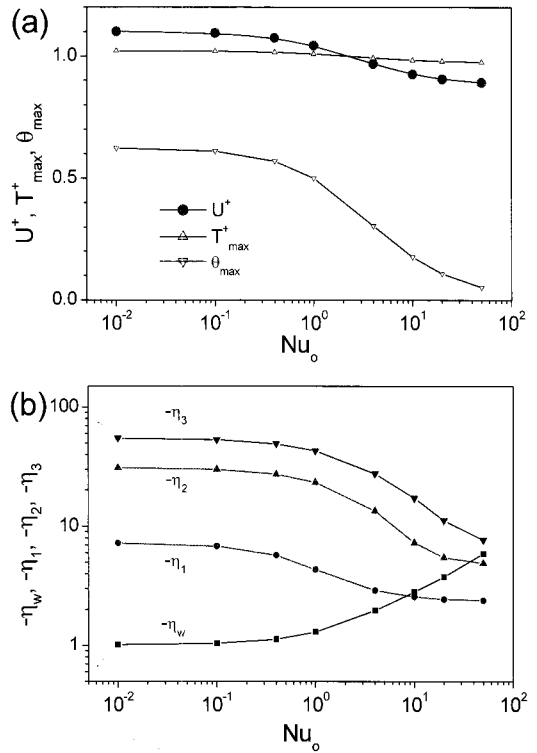 (a)
U⁺, T⁺max, θmax
1.0
0.5
0.0
U⁺
T⁺max
θmax
10⁻² 10⁻¹ 10⁰ 10¹ 10²
Nuₒ
(b)
-ηw, -η₁, -η₂, -η₃
100
10
1
-η₃
-η₂
-η₁
-ηw
10⁻² 10⁻¹ 10⁰ 10¹ 10²
Nuₒ